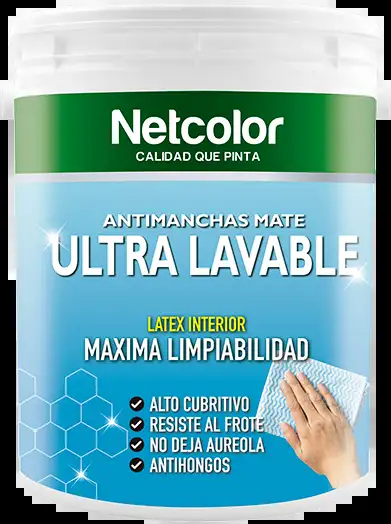 Netcolor
CALIDAD QUE PINTA
ANTIMANCHAS MATE
ULTRA LAVABLE
LATEX INTERIOR
MAXIMA LIMPIABILIDAD
ALTO CUBRITIVO
RESISTE AL FROTE
NO DEJA AUREOLA
ANTIHONGOS